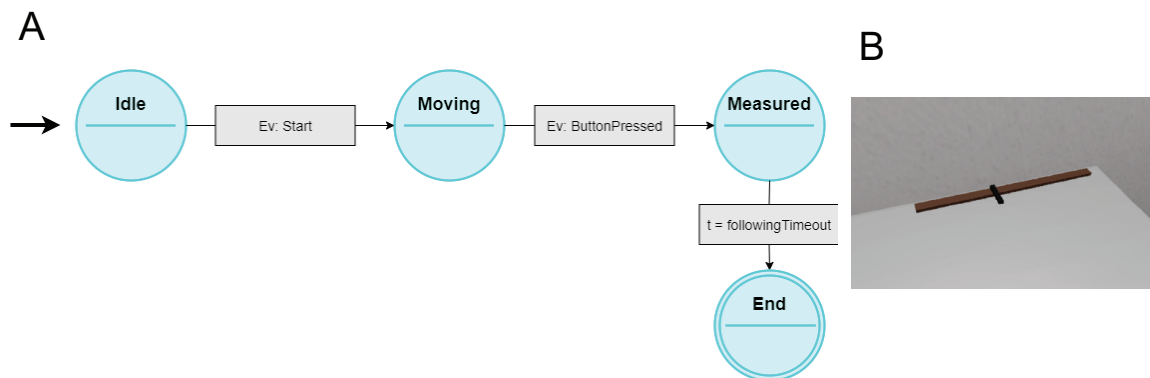 A
B
Idle
Ev: Start
Moving
Ev: ButtonPressed
Measured
t = followingTimeout
End